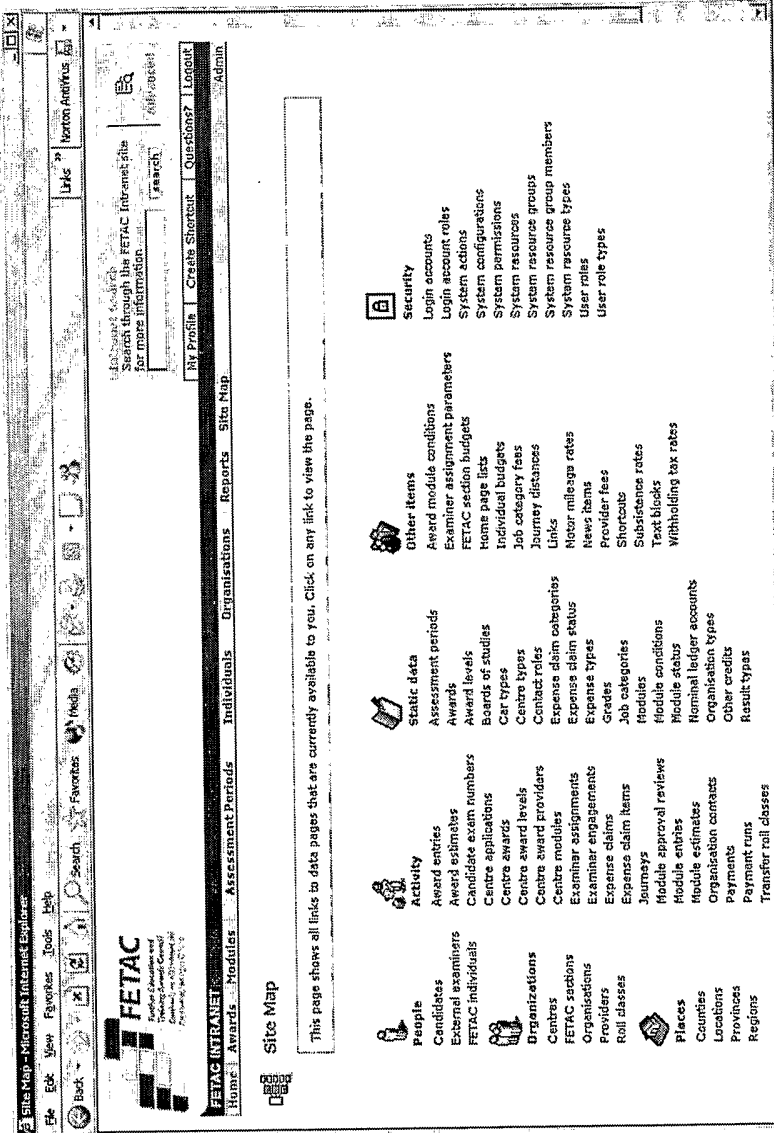 Site Map - Microsoft Internet Explorer
File Edit View Favorites Tools Help
Back Search Favorites Media Links » Norton AntiVirus
FETAC
Further Education and
Training Awards Council
Intranet Search
Search through the FETAC Intranet site
for more information
search
Advanced
My Profile Create Shortcut Questions? Logout
FETAC INTRANET
Home Awards Modules Assessment Periods Individuals Organisations Reports Site Map Admin
Site Map
This page shows all links to data pages that are currently available to you. Click on any link to view the page.
People
Candidates
External examiners
FETAC individuals
Organizations
Centres
FETAC sections
Organisations
Providers
Roll classes
Places
Counties
Locations
Provinces
Regions
Activity
Award entries
Award estimates
Candidate exam numbers
Centre applications
Centre awards
Centre award levels
Centre award providers
Centre modules
Examiner assignments
Examiner engagements
Expense claims
Expense claim items
Journeys
Module approval reviews
Module entries
Module estimates
Organisation contacts
Payments
Payment runs
Transfer roll classes
Static data
Assessment periods
Awards
Award levels
Boards of studies
Car types
Centre types
Contact roles
Expense claim categories
Expense claim status
Expense types
Grades
Job categories
Modules
Module conditions
Module status
Nominal ledger accounts
Organisation types
Other credits
Result types
Other items
Award module conditions
Examiner assignment parameters
FETAC section budgets
Home page lists
Individual budgets
Job category fees
Journey distances
Links
Motor mileage rates
News items
Provider fees
Shortcuts
Subsistence rates
Text blocks
Withholding tax rates
Security
Login accounts
Login account roles
System actions
System configurations
System permissions
System resources
System resource groups
System resource group members
System resource types
User roles
User role types